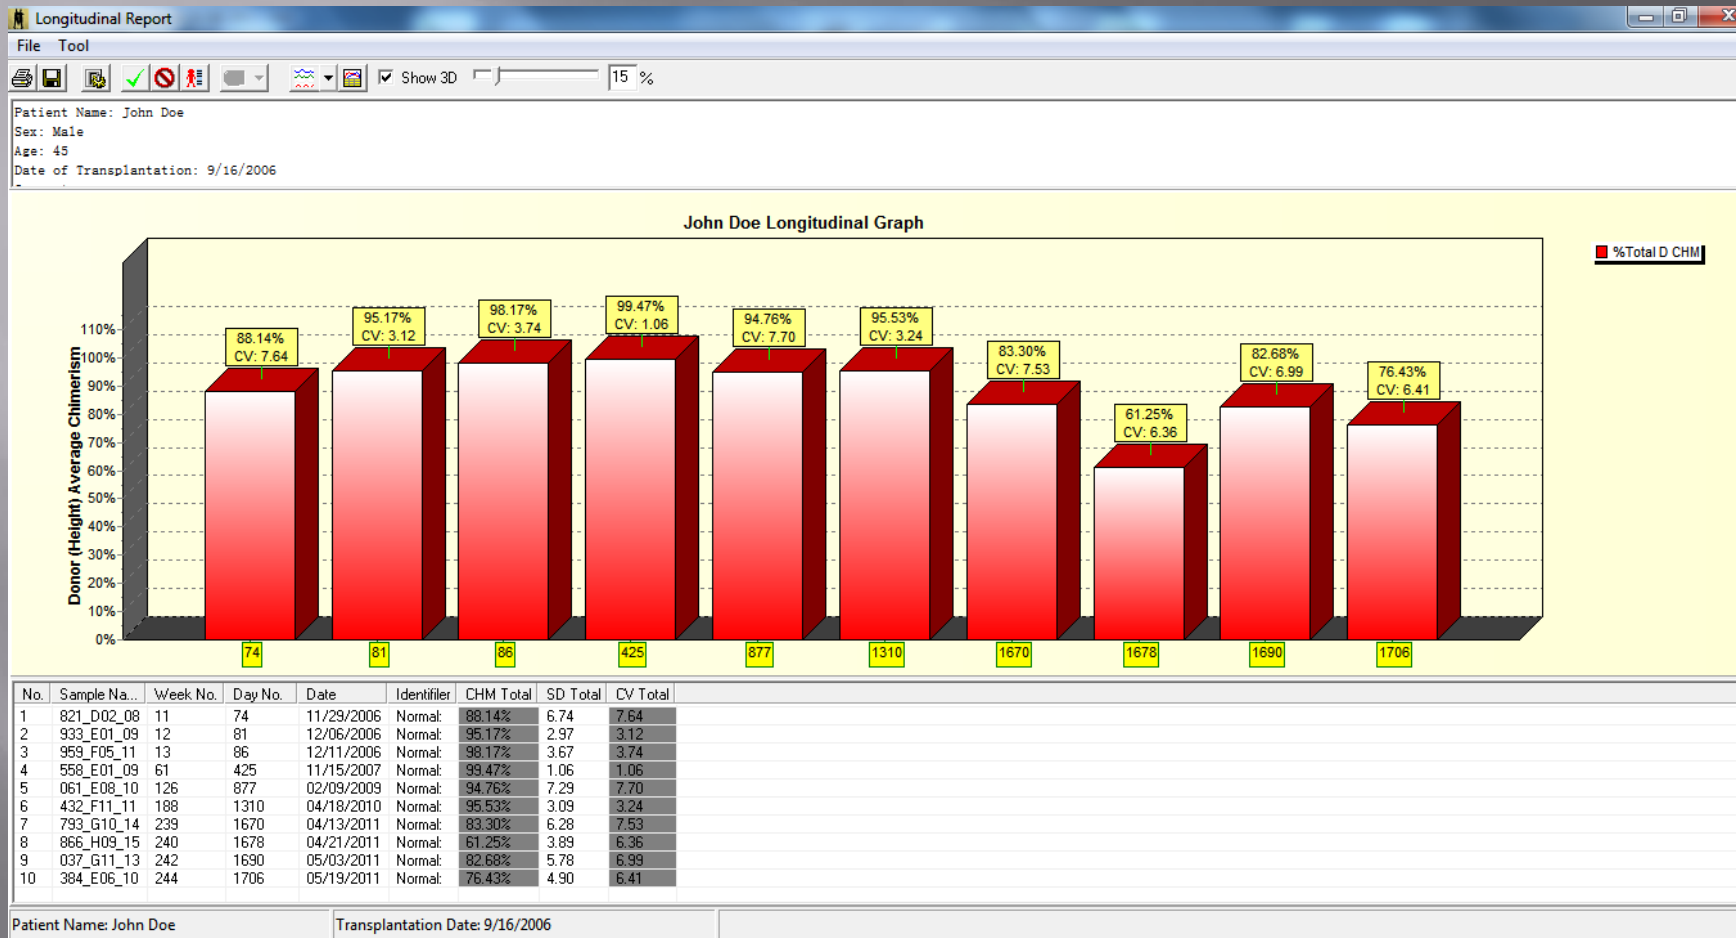 Longitudinal Report
File Tool
Show 3D 15 %
Patient Name: John Doe
Sex: Male
Age: 45
Date of Transplantation: 9/16/2006
John Doe Longitudinal Graph
%Total D CHM
Donor (Height) Average Chimerism
110%
100%
90%
80%
70%
60%
50%
40%
30%
20%
10%
0%
88.14%
CV: 7.64
95.17%
CV: 3.12
98.17%
CV: 3.74
99.47%
CV: 1.06
94.76%
CV: 7.70
95.53%
CV: 3.24
83.30%
CV: 7.53
61.25%
CV: 6.36
82.68%
CV: 6.99
76.43%
CV: 6.41
74 81 86 425 877 1310 1670 1678 1690 1706
No. Sample Na... Week No. Day No. Date Identifiler CHM Total SD Total CV Total
1 821_D02_08 11 74 11/29/2006 Normal: 88.14% 6.74 7.64
2 933_E01_09 12 81 12/06/2006 Normal: 95.17% 2.97 3.12
3 959_F05_11 13 86 12/11/2006 Normal: 98.17% 3.67 3.74
4 558_E01_09 61 425 11/15/2007 Normal: 99.47% 1.06 1.06
5 061_E08_10 126 877 02/09/2009 Normal: 94.76% 7.29 7.70
6 432_F11_11 188 1310 04/18/2010 Normal: 95.53% 3.09 3.24
7 793_G10_14 239 1670 04/13/2011 Normal: 83.30% 6.28 7.53
8 866_H09_15 240 1678 04/21/2011 Normal: 61.25% 3.89 6.36
9 037_G11_13 242 1690 05/03/2011 Normal: 82.68% 5.78 6.99
10 384_E06_10 244 1706 05/19/2011 Normal: 76.43% 4.90 6.41
Patient Name: John Doe Transplantation Date: 9/16/2006